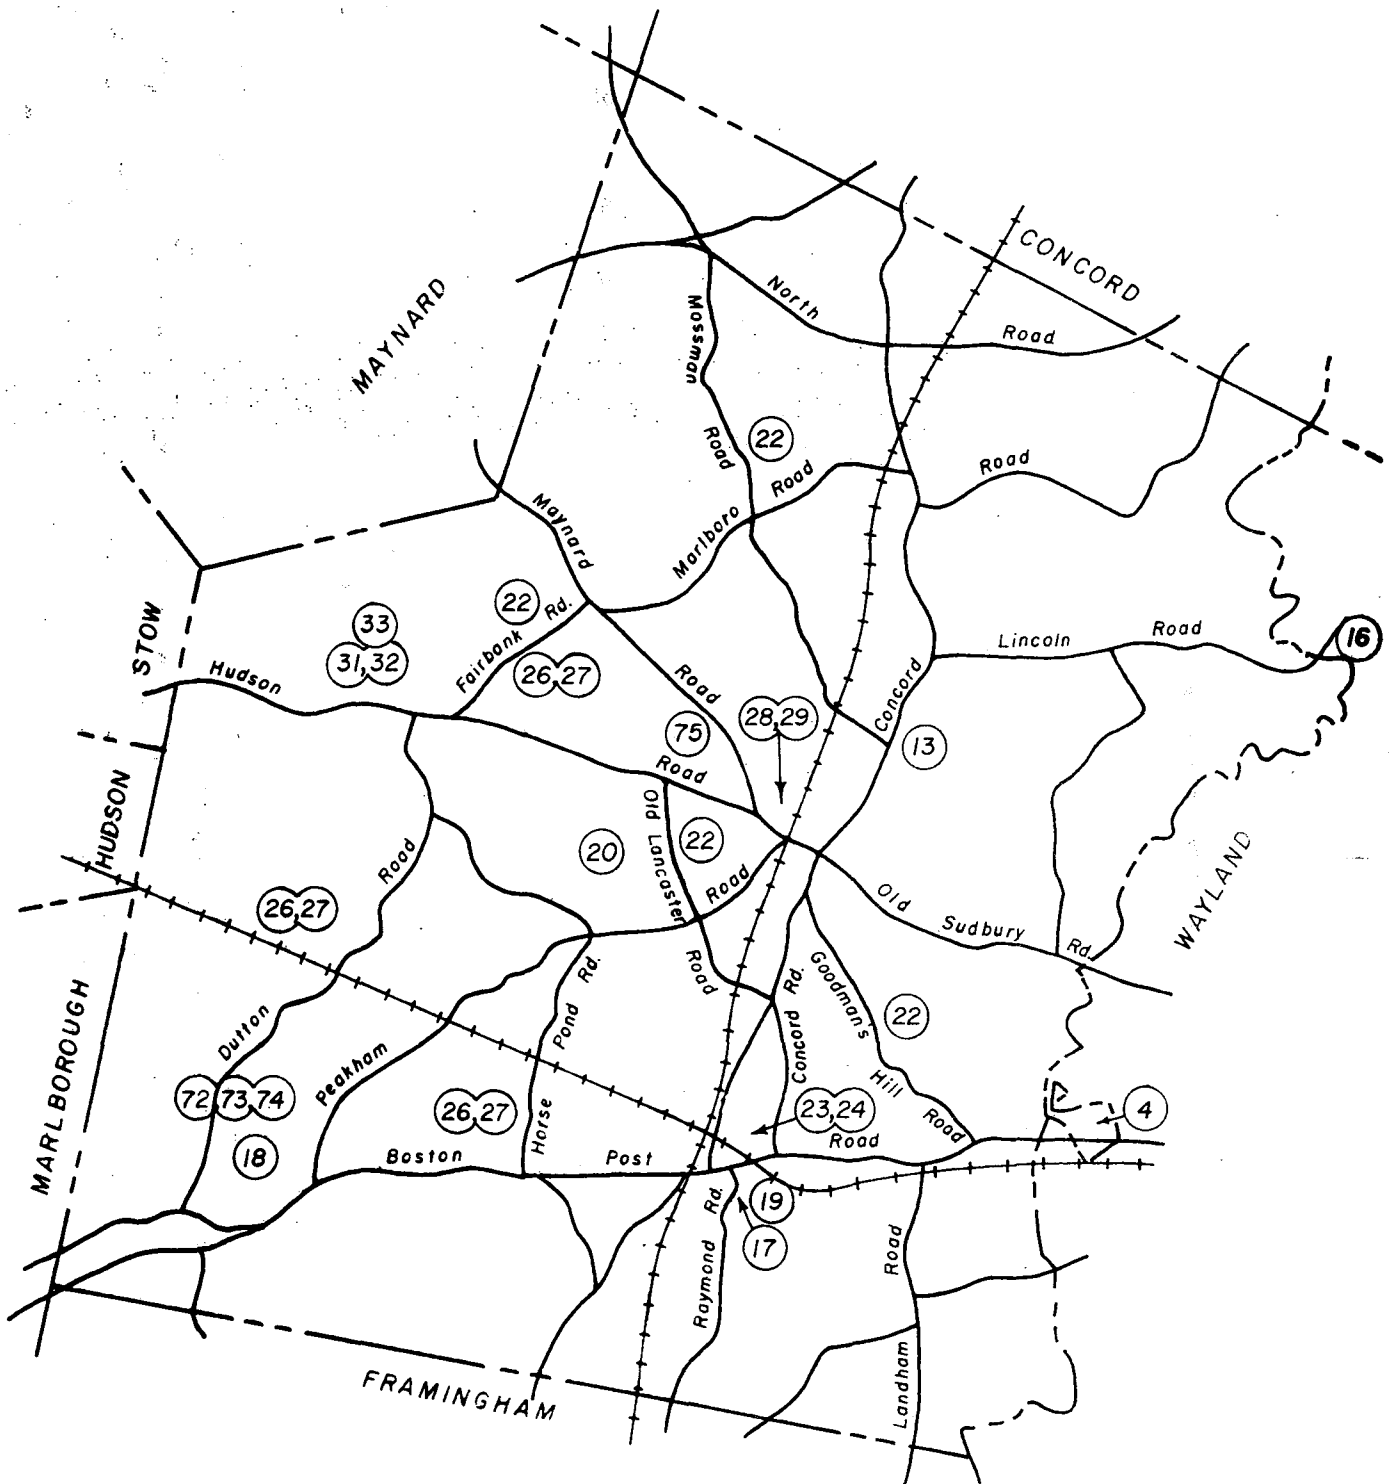 CONCORD
MAYNARD
North
Road
Mossman
Road
22
Road
Marlboro
Road
Maynard
Road
STOW
33
31, 32
22
Fairbank Rd.
26, 27
Hudson
Road
Lincoln Road
16
Concord
13
75
28, 29
HUDSON
Old Lancaster
Road
20
22
Road
Old Sudbury Rd.
WAYLAND
26, 27
Road
Dutton
MARLBOROUGH
Peakham
Horse Pond Rd.
Goodman's Hill Road
22
Concord Rd.
72 73, 74
18
26, 27
23, 24
4
Boston Post Road
19
17
Raymond Rd.
Landham Road
FRAMINGHAM